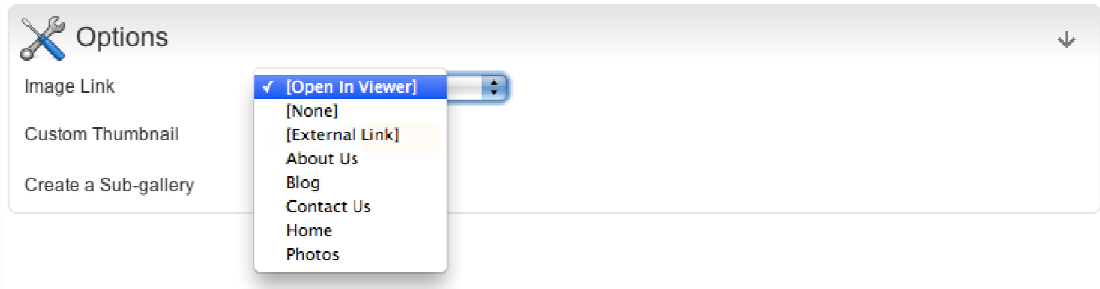 Options
Image Link
✓ [Open In Viewer]
[None]
Custom Thumbnail
[External Link]
About Us
Create a Sub-gallery
Blog
Contact Us
Home
Photos